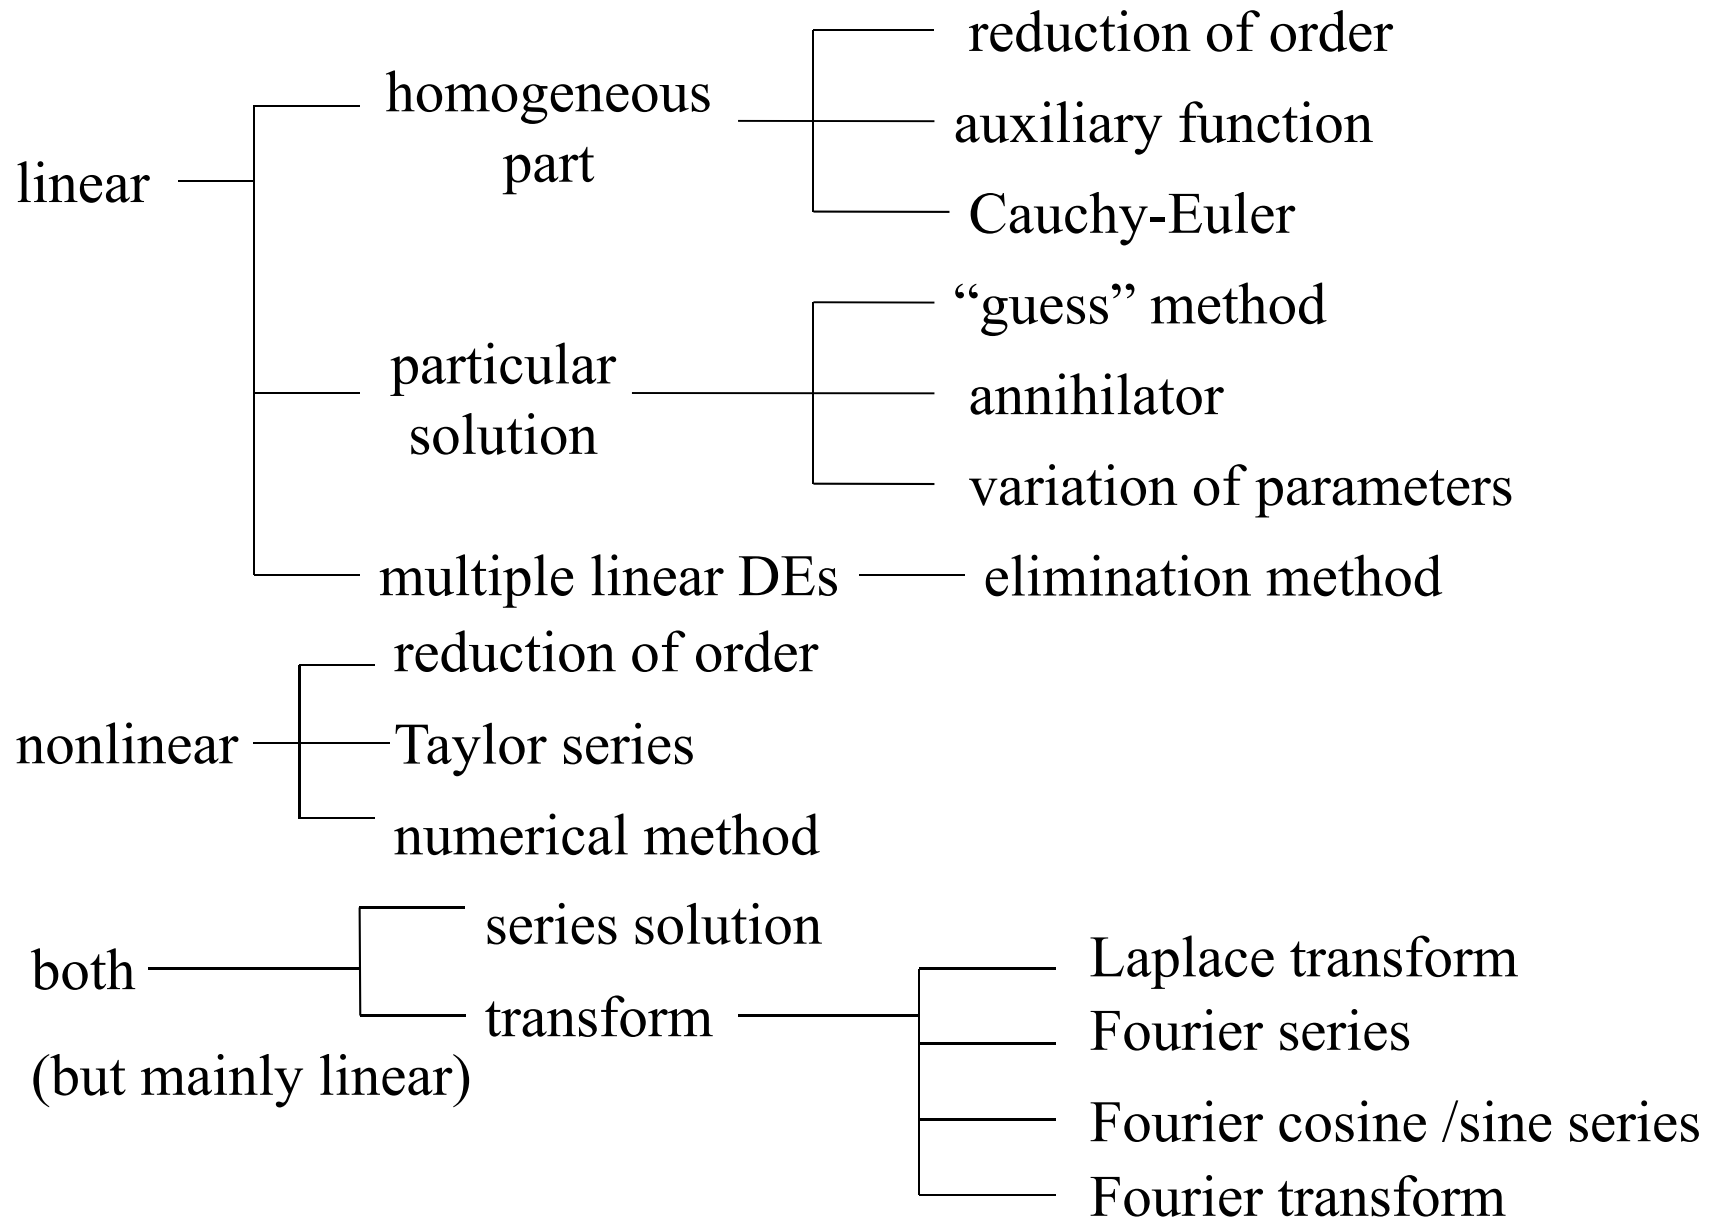 linear
homogeneous
part
reduction of order
auxiliary function
Cauchy-Euler
particular
solution
“guess” method
annihilator
variation of parameters
multiple linear DEs
elimination method
nonlinear
reduction of order
Taylor series
numerical method
both
(but mainly linear)
series solution
transform
Laplace transform
Fourier series
Fourier cosine /sine series
Fourier transform